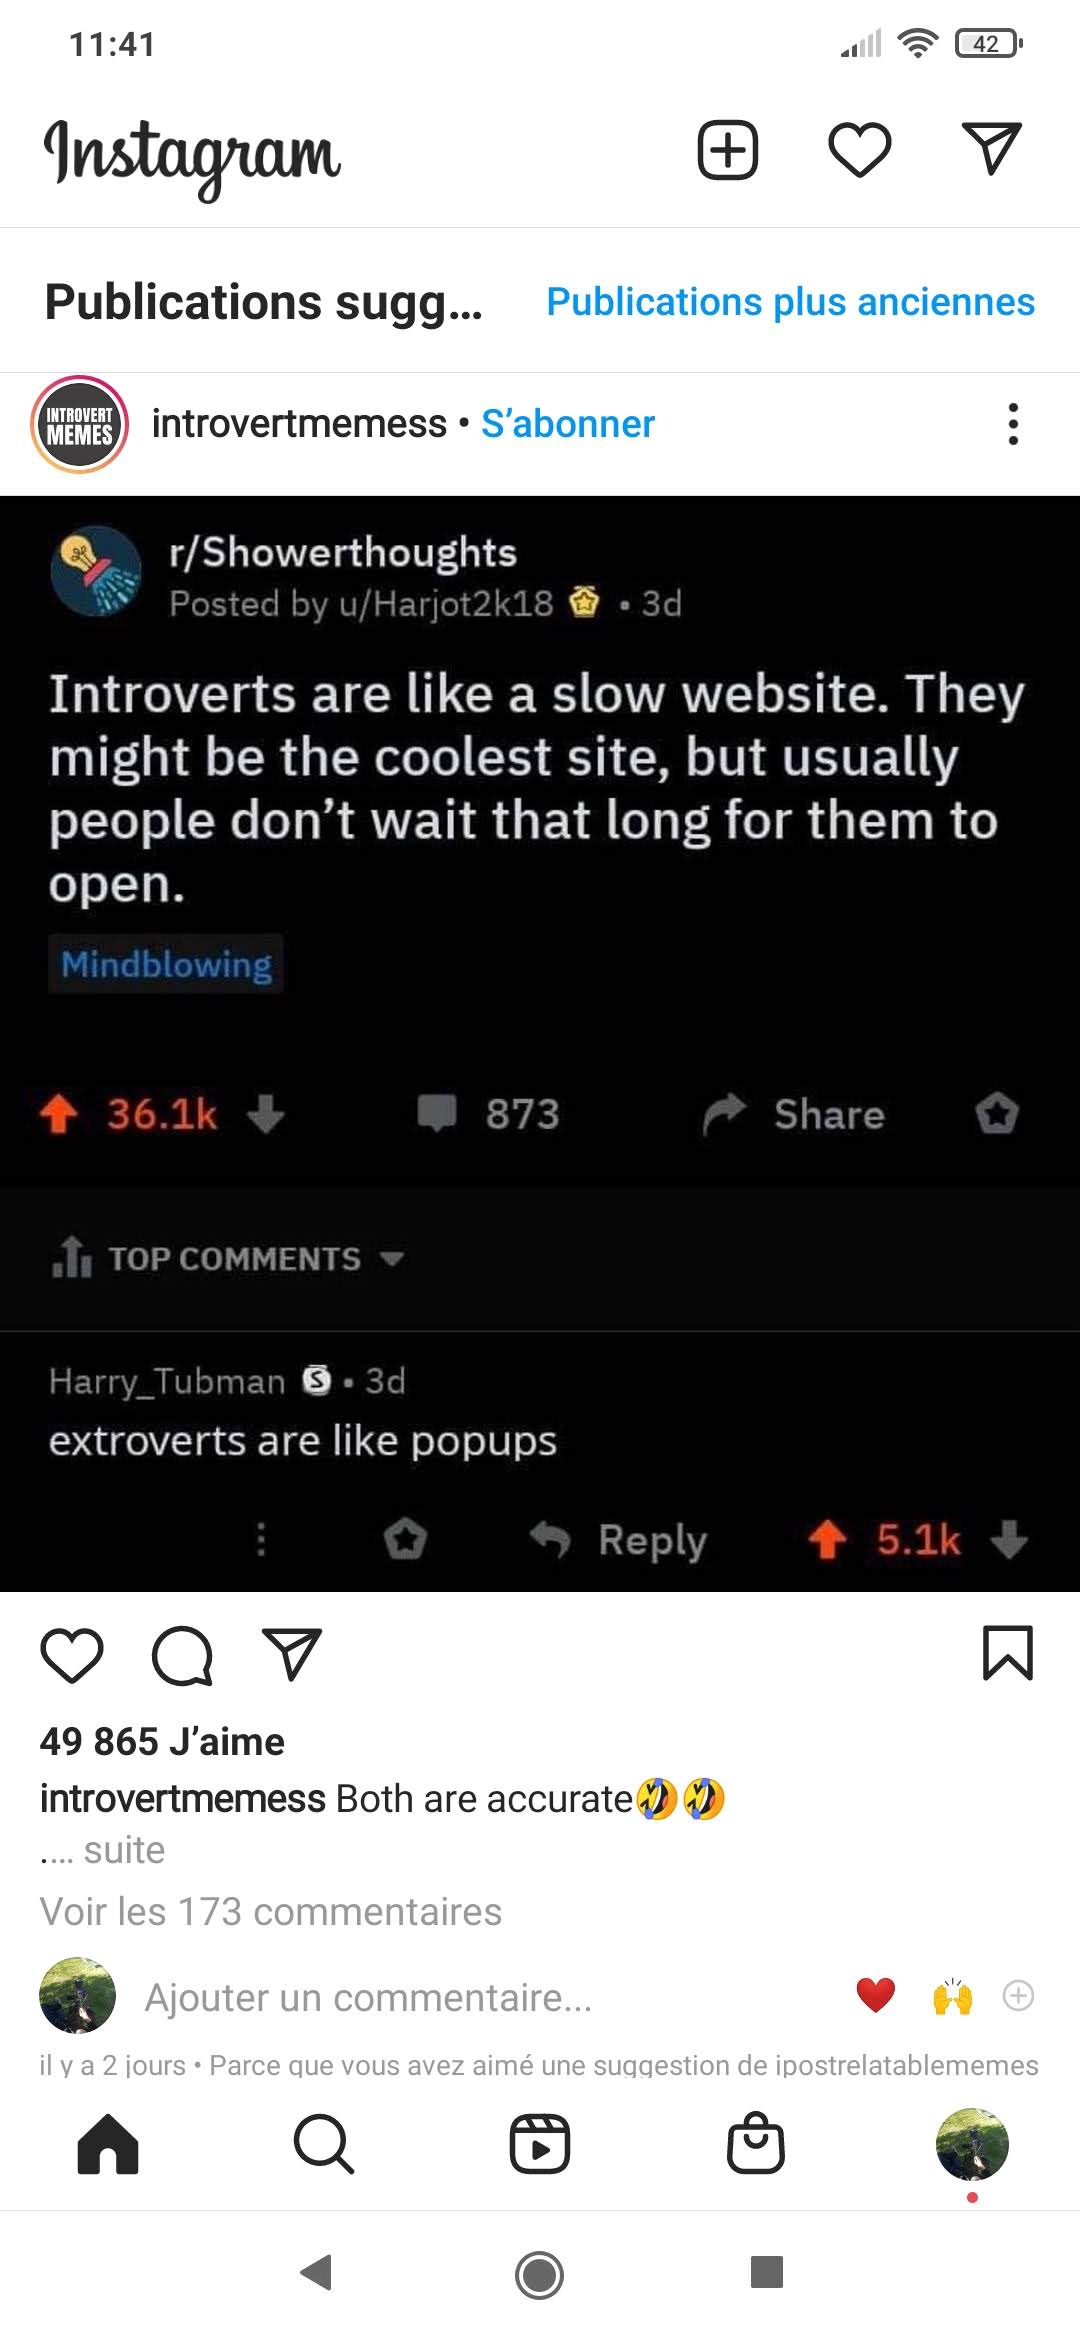 11:41
42
Instagram
Publications sugg...
Publications plus anciennes
INTROVERT
MEMES
introvertmemess • S’abonner
r/Showerthoughts
Posted by u/Harjot2k18 • 3d
Introverts are like a slow website. They
might be the coolest site, but usually
people don’t wait that long for them to
open.
Mindblowing
36.1k
873
Share
TOP COMMENTS
Harry_Tubman S • 3d
extroverts are like popups
Reply
5.1k
49 865 J’aime
introvertmemess Both are accurate🤣🤣
.... suite
Voir les 173 commentaires
Ajouter un commentaire...
il y a 2 jours • Parce que vous avez aimé une suggestion de ipostrelatablememes